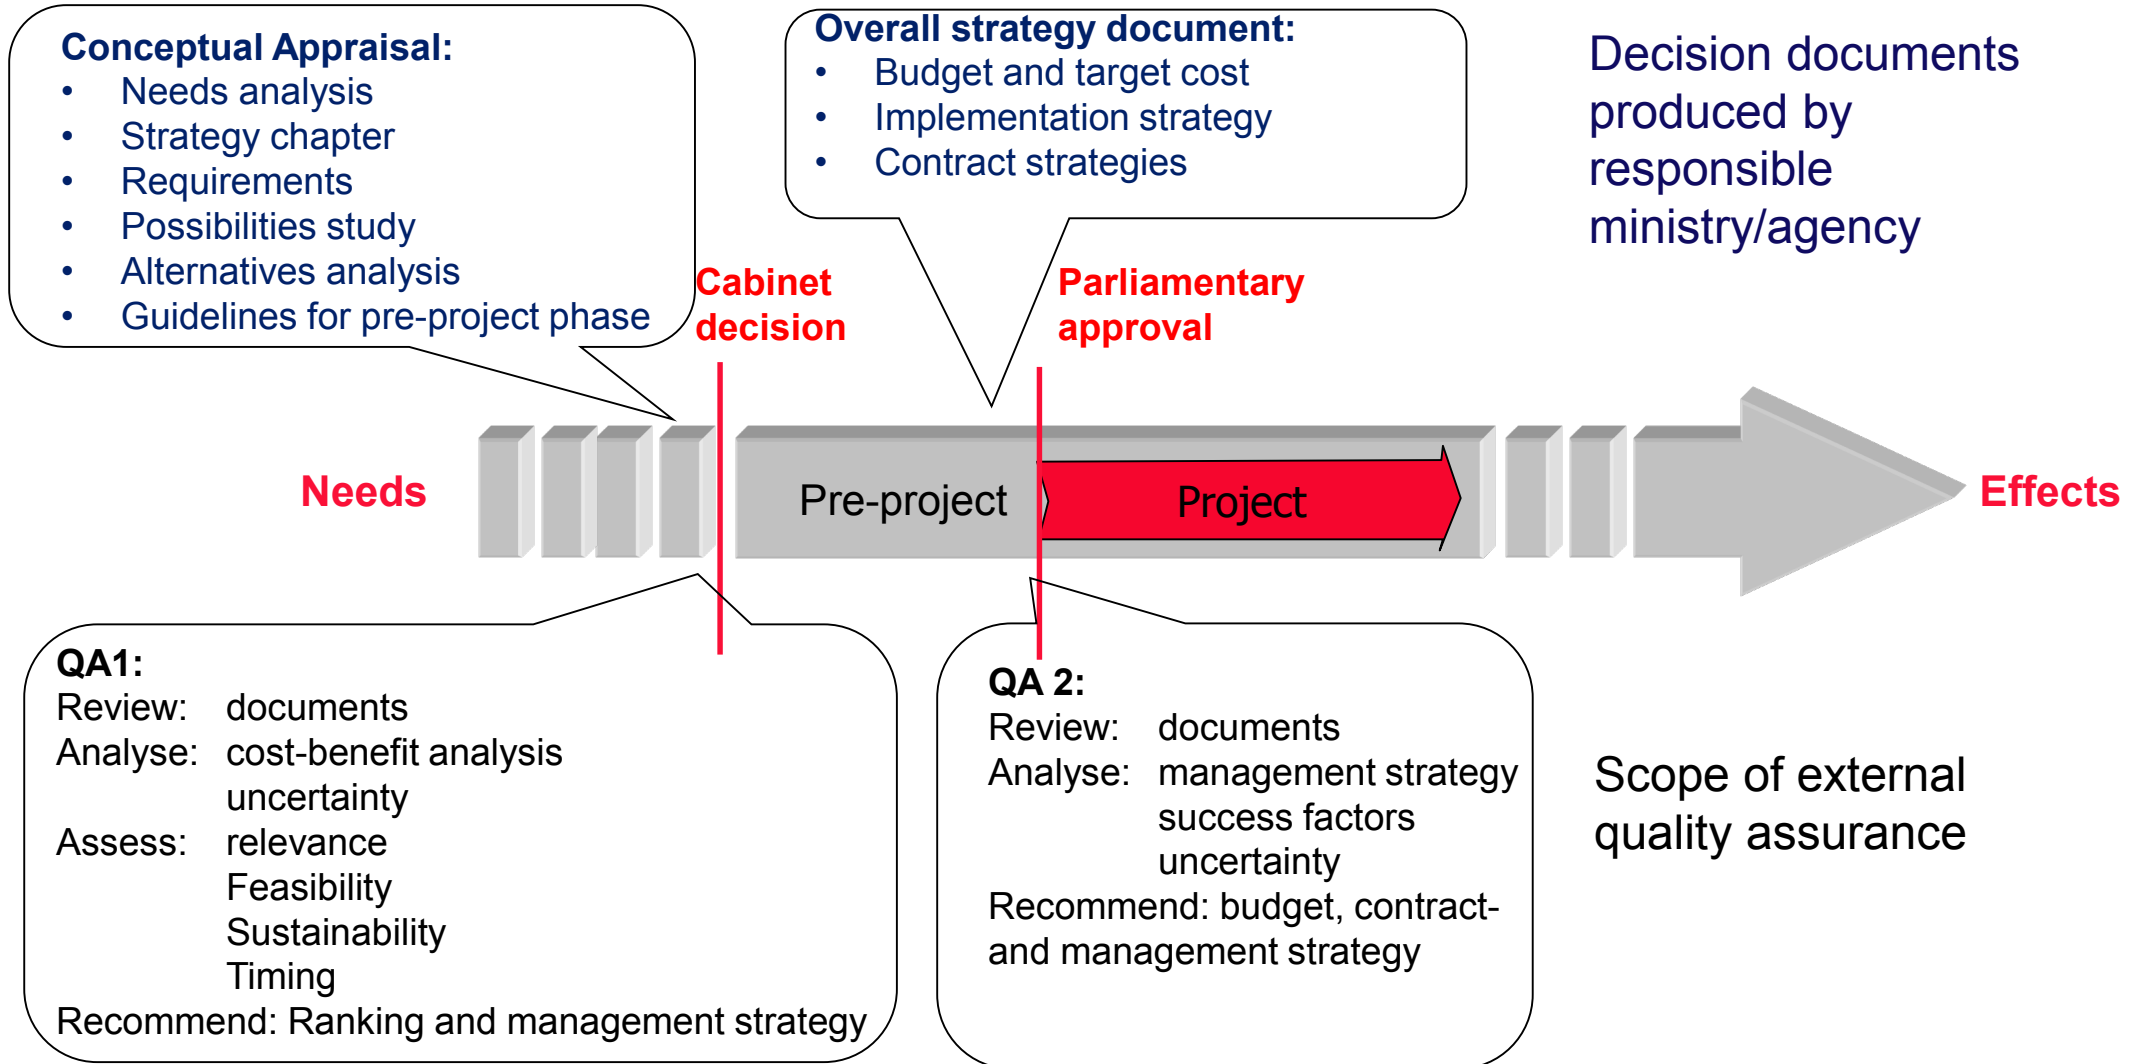 Conceptual Appraisal:
• Needs analysis
• Strategy chapter
• Requirements
• Possibilities study
• Alternatives analysis
• Guidelines for pre-project phase
Overall strategy document:
• Budget and target cost
• Implementation strategy
• Contract strategies
Decision documents
produced by
responsible
ministry/agency
Cabinet
decision
Parliamentary
approval
Needs
Pre-project
Project
Effects
QA1:
Review: documents
Analyse: cost-benefit analysis
uncertainty
Assess: relevance
Feasibility
Sustainability
Timing
Recommend: Ranking and management strategy
QA 2:
Review: documents
Analyse: management strategy
success factors
uncertainty
Recommend: budget, contract-
and management strategy
Scope of external
quality assurance